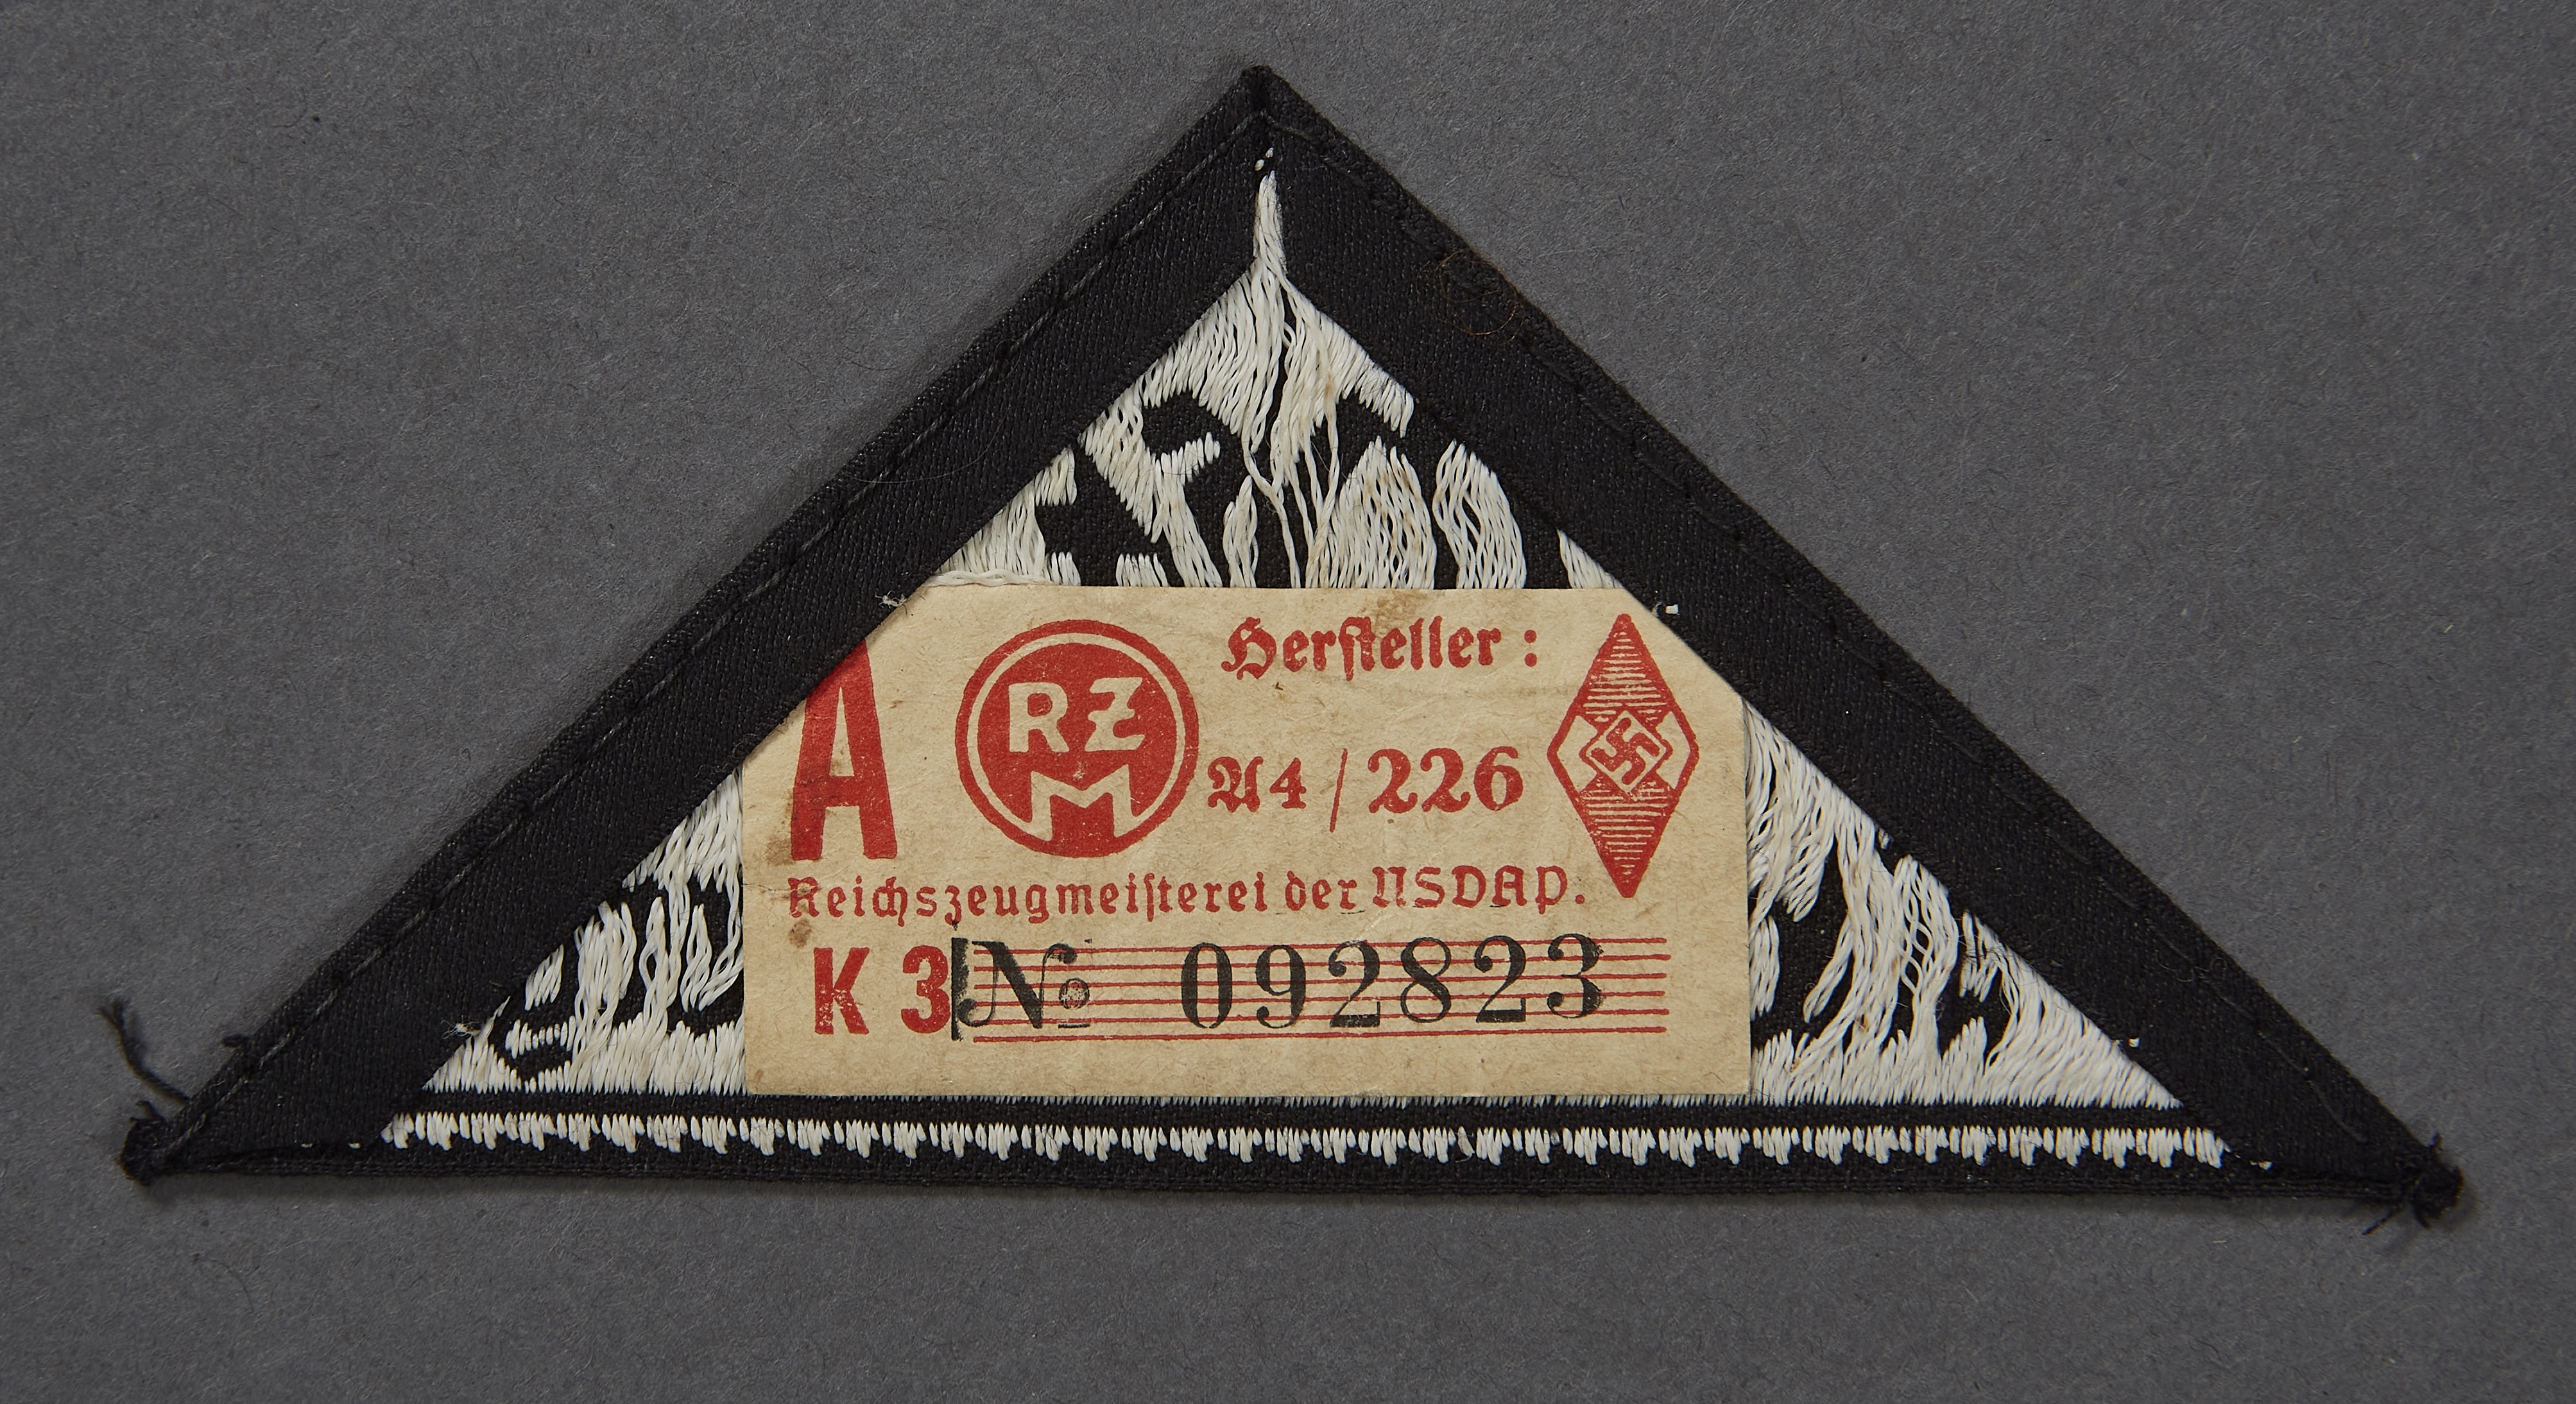 A RZM Hersteller:
A4/226
Reichszeugmeisterei der NSDAP.
K 3 No 092823